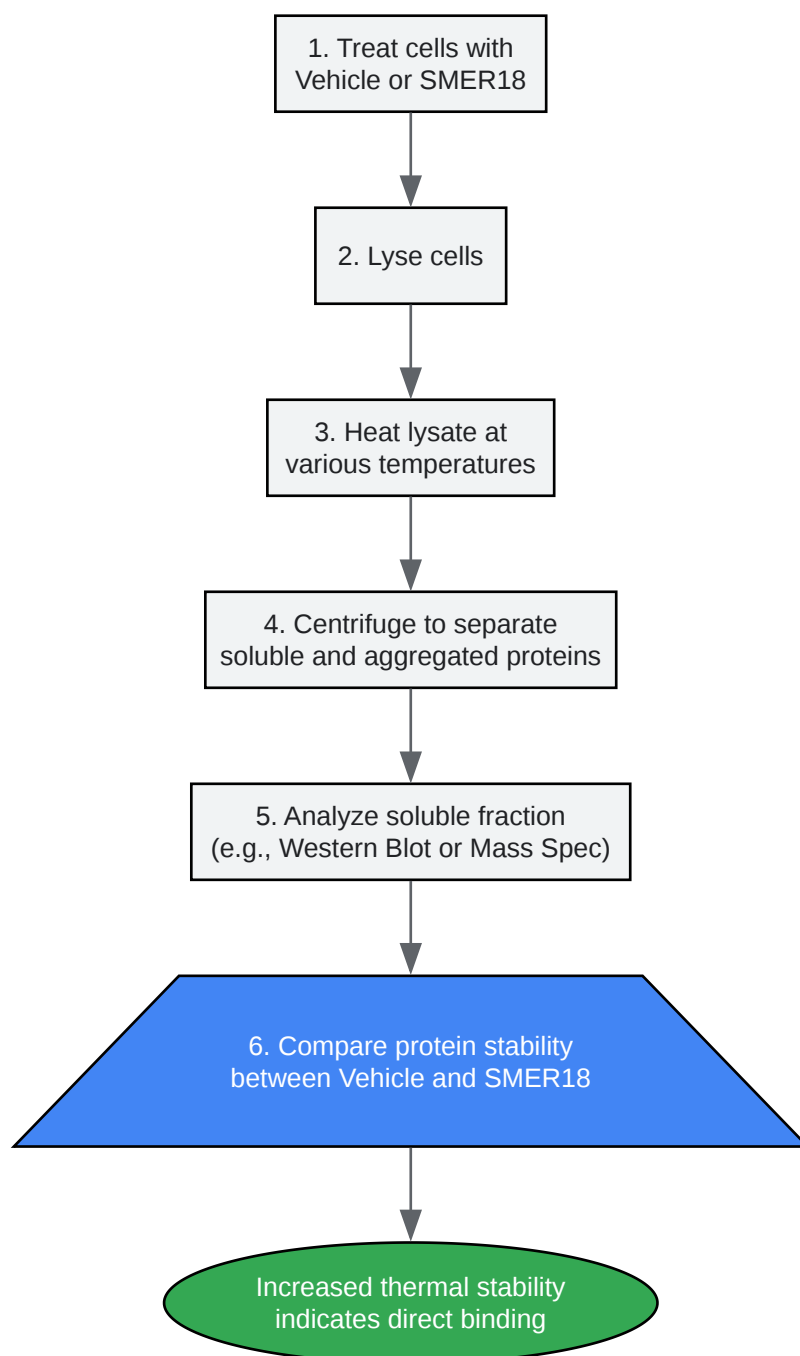 1. Treat cells with
Vehicle or SMER18
2. Lyse cells
3. Heat lysate at
various temperatures
4. Centrifuge to separate
soluble and aggregated proteins
5. Analyze soluble fraction
(e.g., Western Blot or Mass Spec)
6. Compare protein stability
between Vehicle and SMER18
Increased thermal stability
indicates direct binding